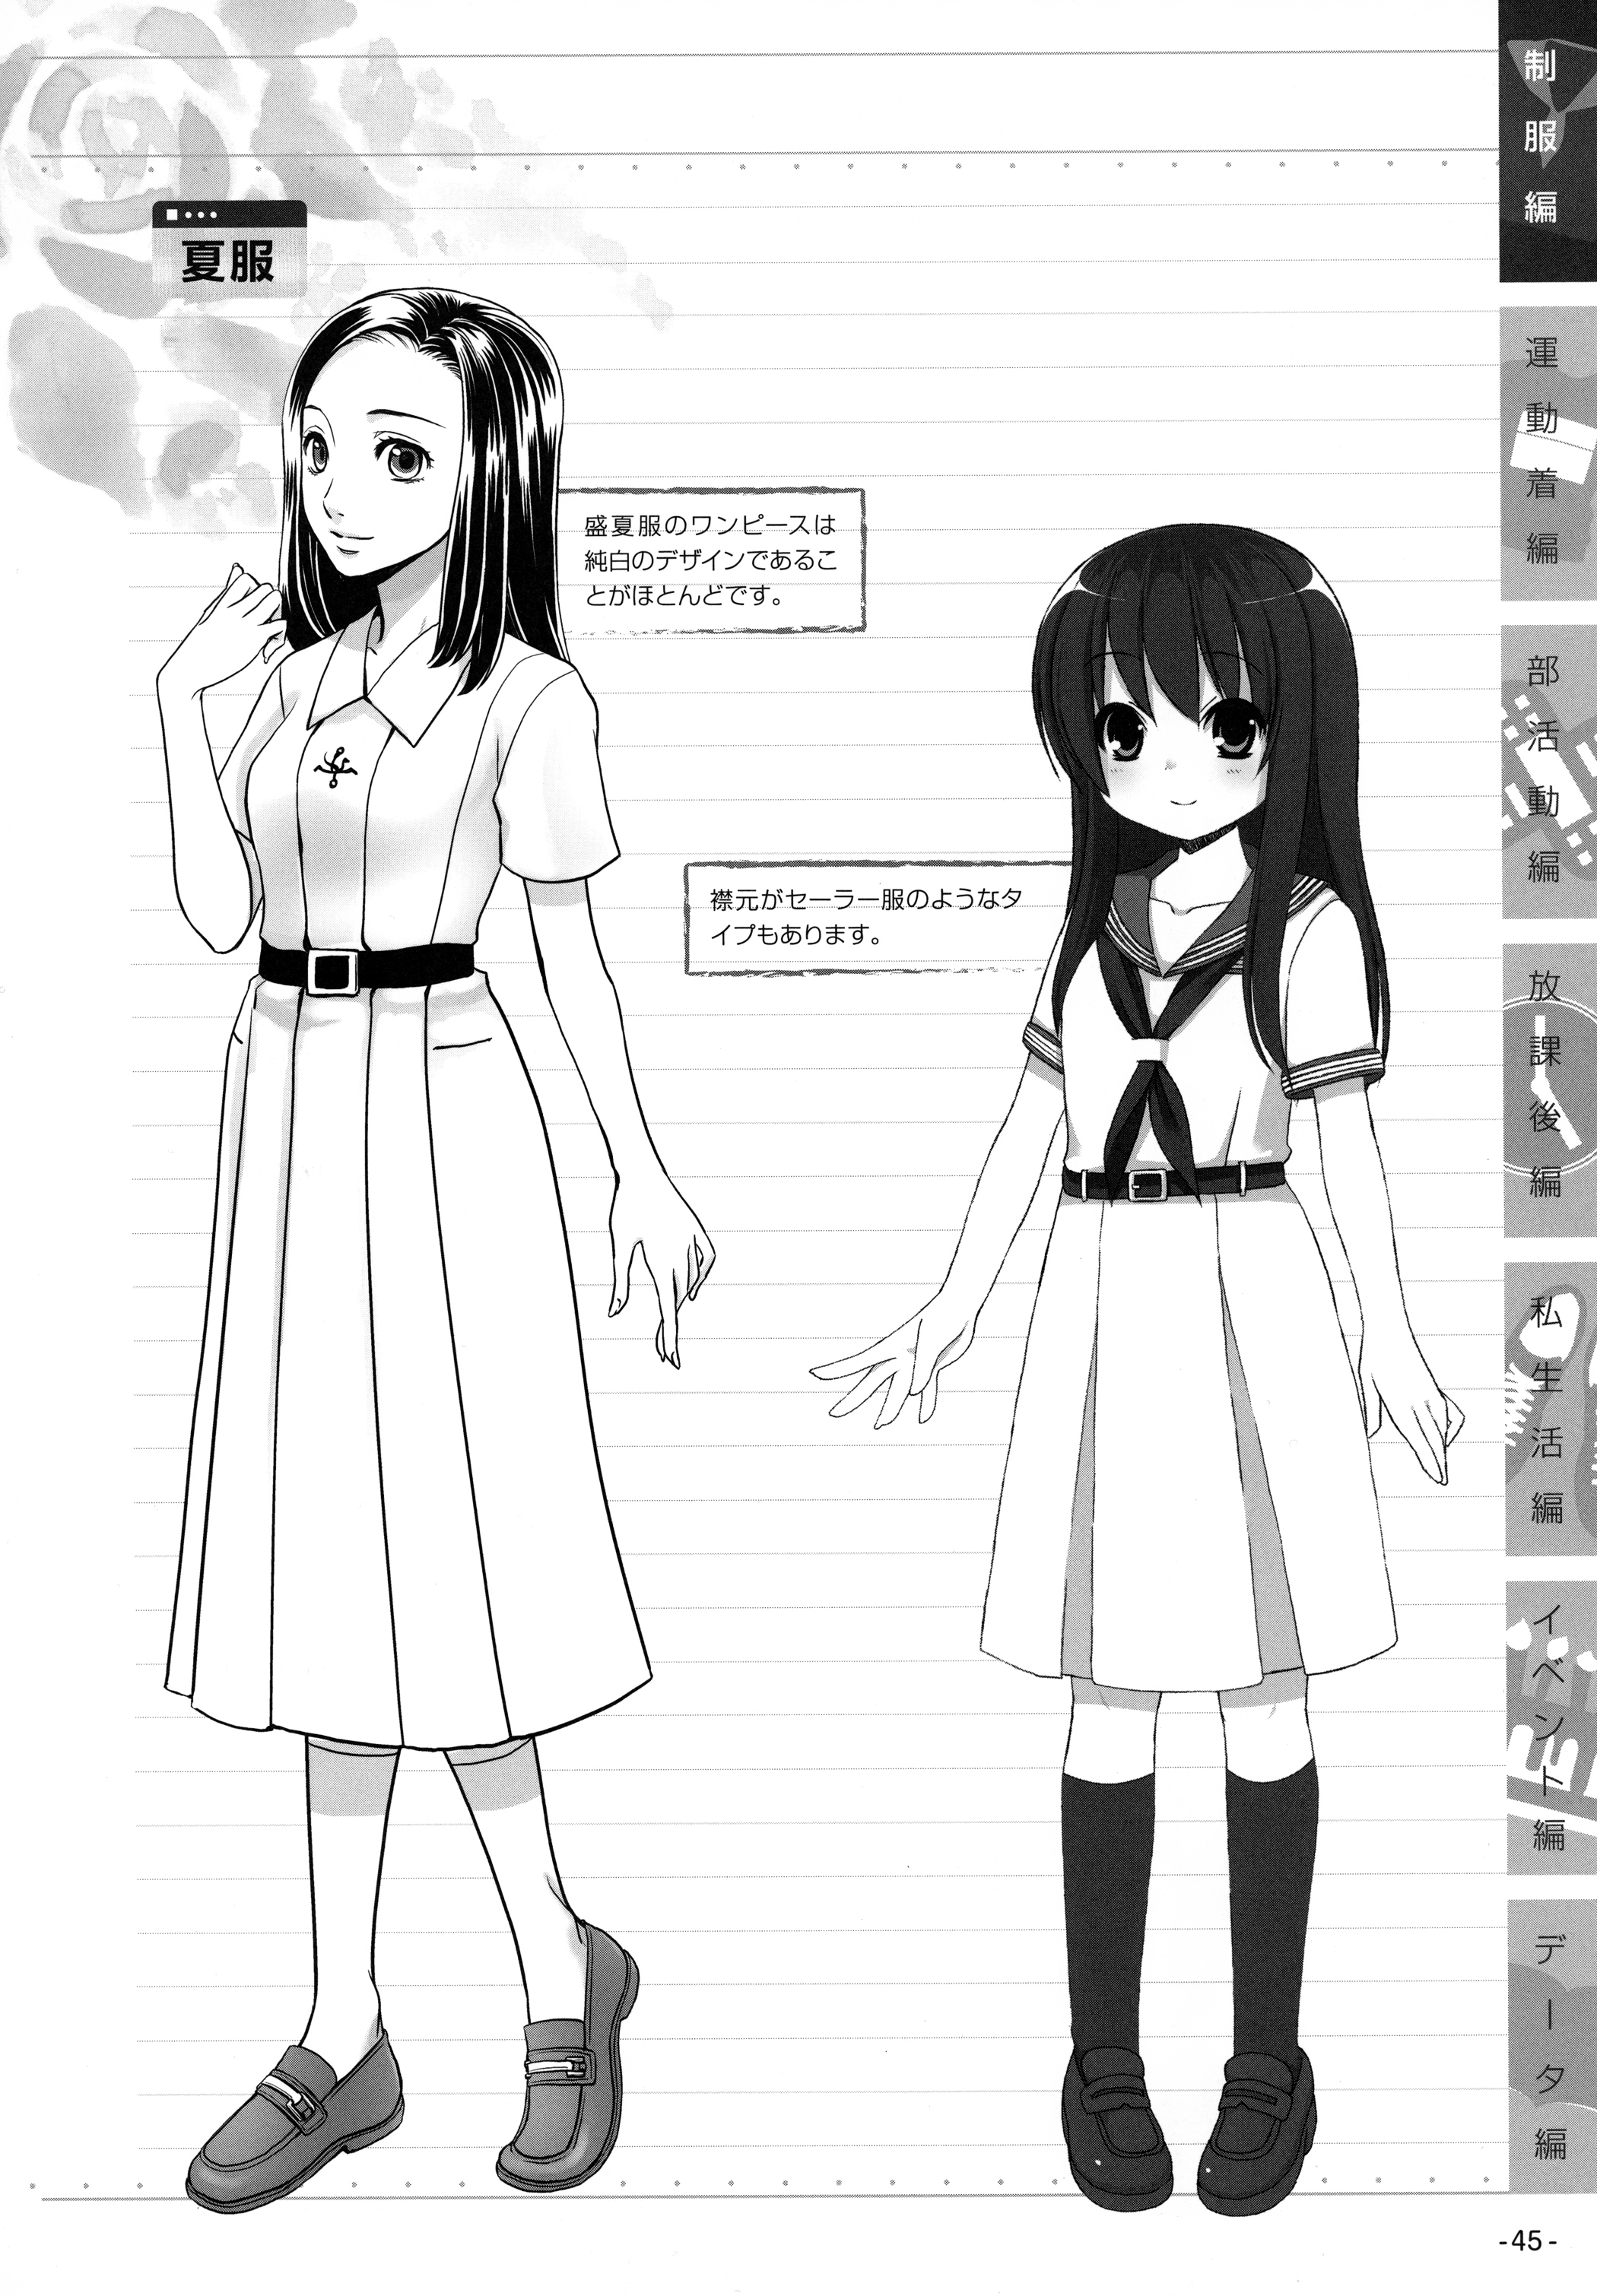 夏服
盛夏服のワンピースは
純白のデザインであるこ
とがほとんどです。
襟元がセーラー服のようなタ
イプもあります。
制服編
運動着編
部活動編
放課後編
私生活編
イベント編
データ編
-45-